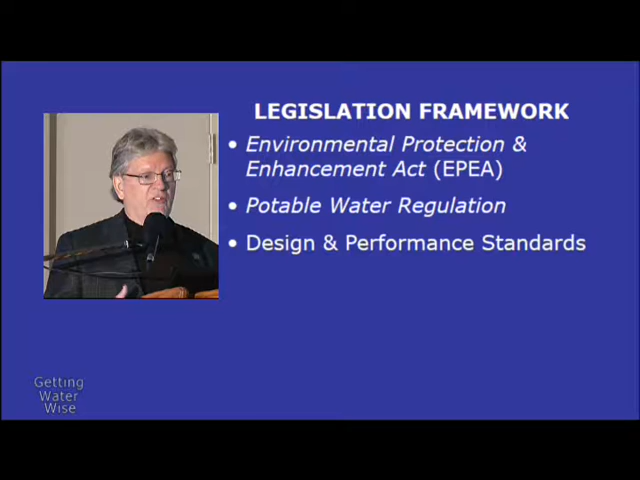 LEGISLATION FRAMEWORK
• Environmental Protection &
Enhancement Act (EPEA)
• Potable Water Regulation
• Design & Performance Standards
Getting
Water
Wise